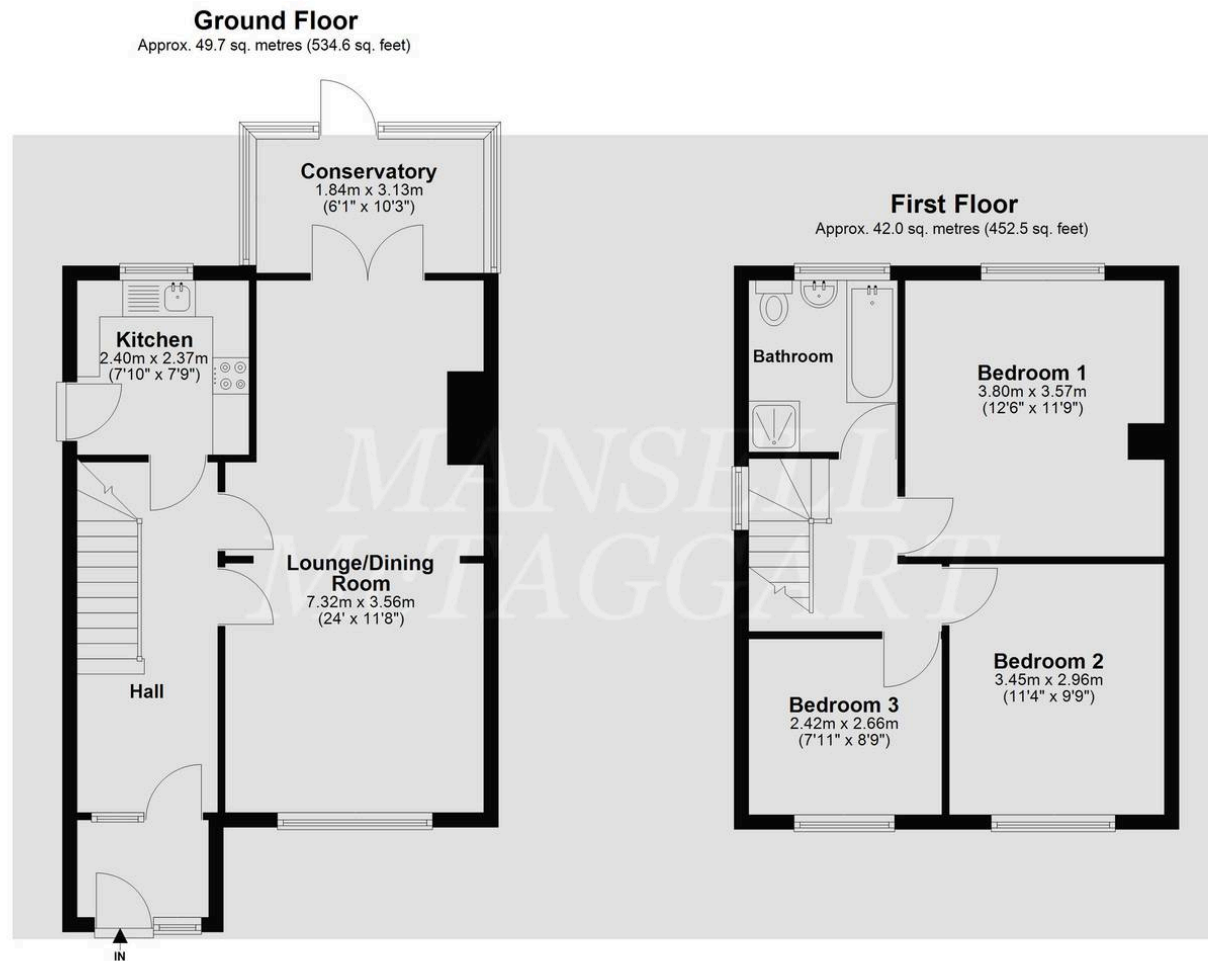 Ground Floor
Approx. 49.7 sq. metres (534.6 sq. feet)
Conservatory
1.84m x 3.13m
(6'1" x 10'3")
Kitchen
2.40m x 2.37m
(7'10" x 7'9")
Lounge/Dining
Room
7.32m x 3.56m
(24' x 11'8")
Hall
IN
First Floor
Approx. 42.0 sq. metres (452.5 sq. feet)
Bathroom
Bedroom 1
3.80m x 3.57m
(12'6" x 11'9")
Bedroom 2
3.45m x 2.96m
(11'4" x 9'9")
Bedroom 3
2.42m x 2.66m
(7'11" x 8'9")
MANSELL
McTAGGART